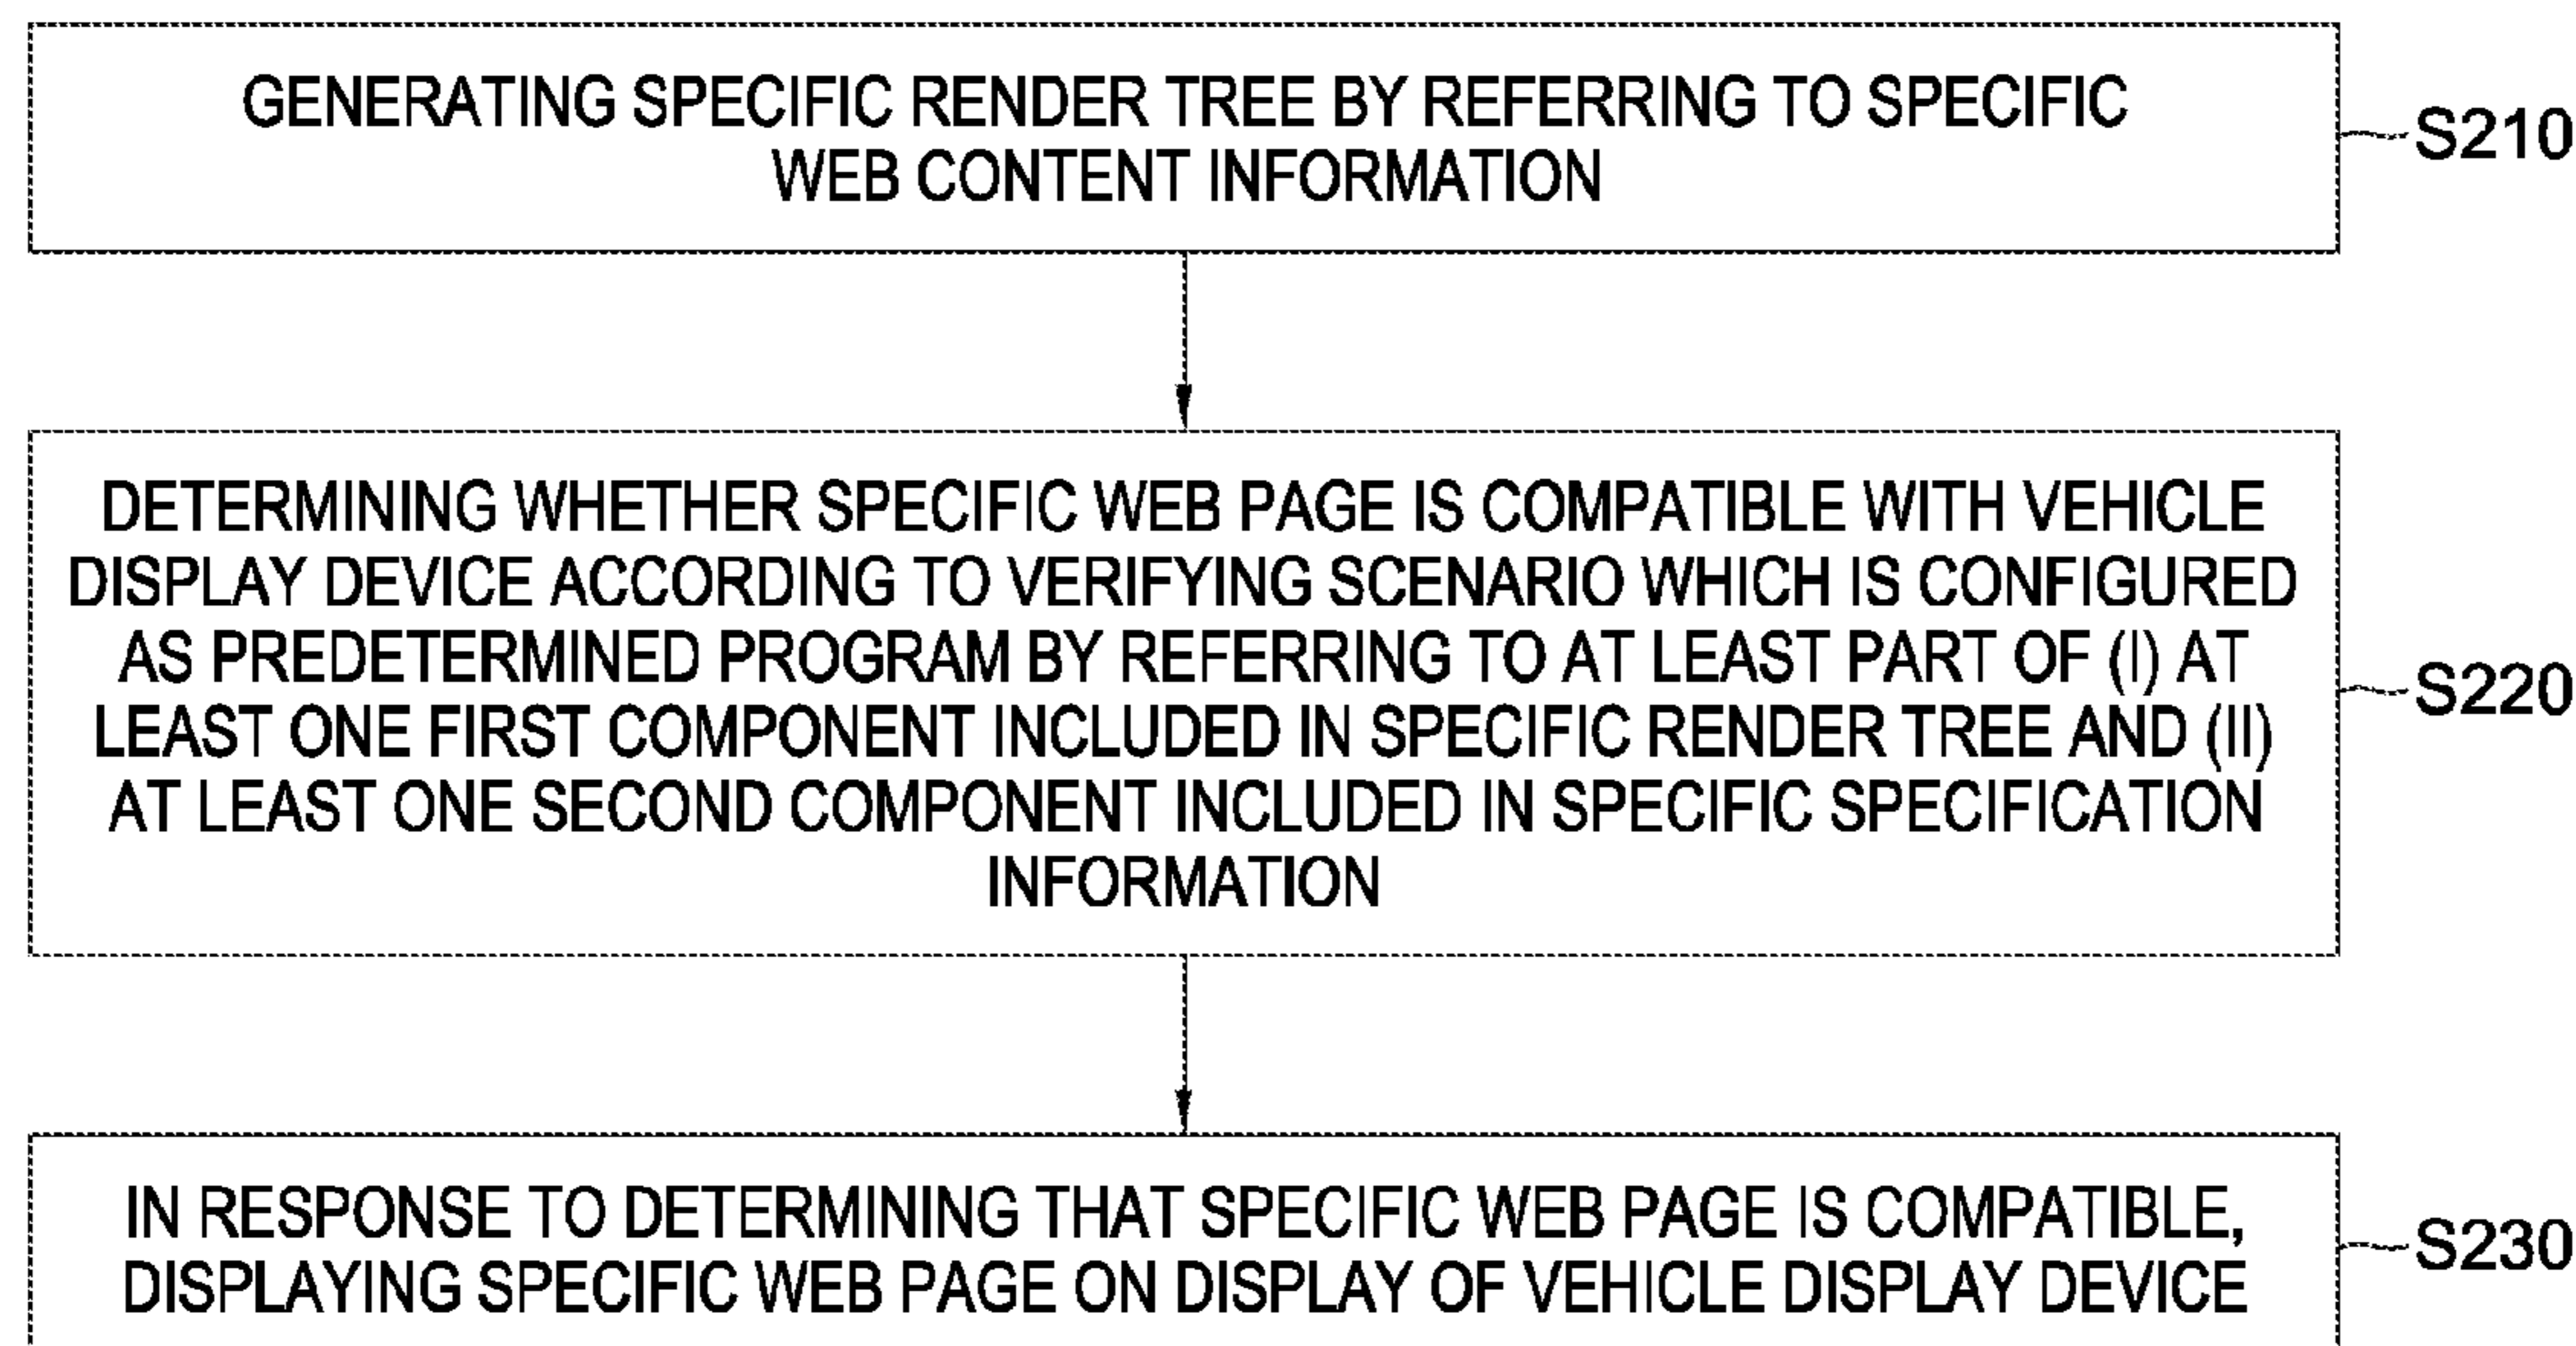 GENERATING SPECIFIC RENDER TREE BY REFERRING TO SPECIFIC
WEB CONTENT INFORMATION
S210
DETERMINING WHETHER SPECIFIC WEB PAGE IS COMPATIBLE WITH VEHICLE
DISPLAY DEVICE ACCORDING TO VERIFYING SCENARIO WHICH IS CONFIGURED
AS PREDETERMINED PROGRAM BY REFERRING TO AT LEAST PART OF (I) AT
LEAST ONE FIRST COMPONENT INCLUDED IN SPECIFIC RENDER TREE AND (II)
AT LEAST ONE SECOND COMPONENT INCLUDED IN SPECIFIC SPECIFICATION
INFORMATION
S220
IN RESPONSE TO DETERMINING THAT SPECIFIC WEB PAGE IS COMPATIBLE,
DISPLAYING SPECIFIC WEB PAGE ON DISPLAY OF VEHICLE DISPLAY DEVICE
S230